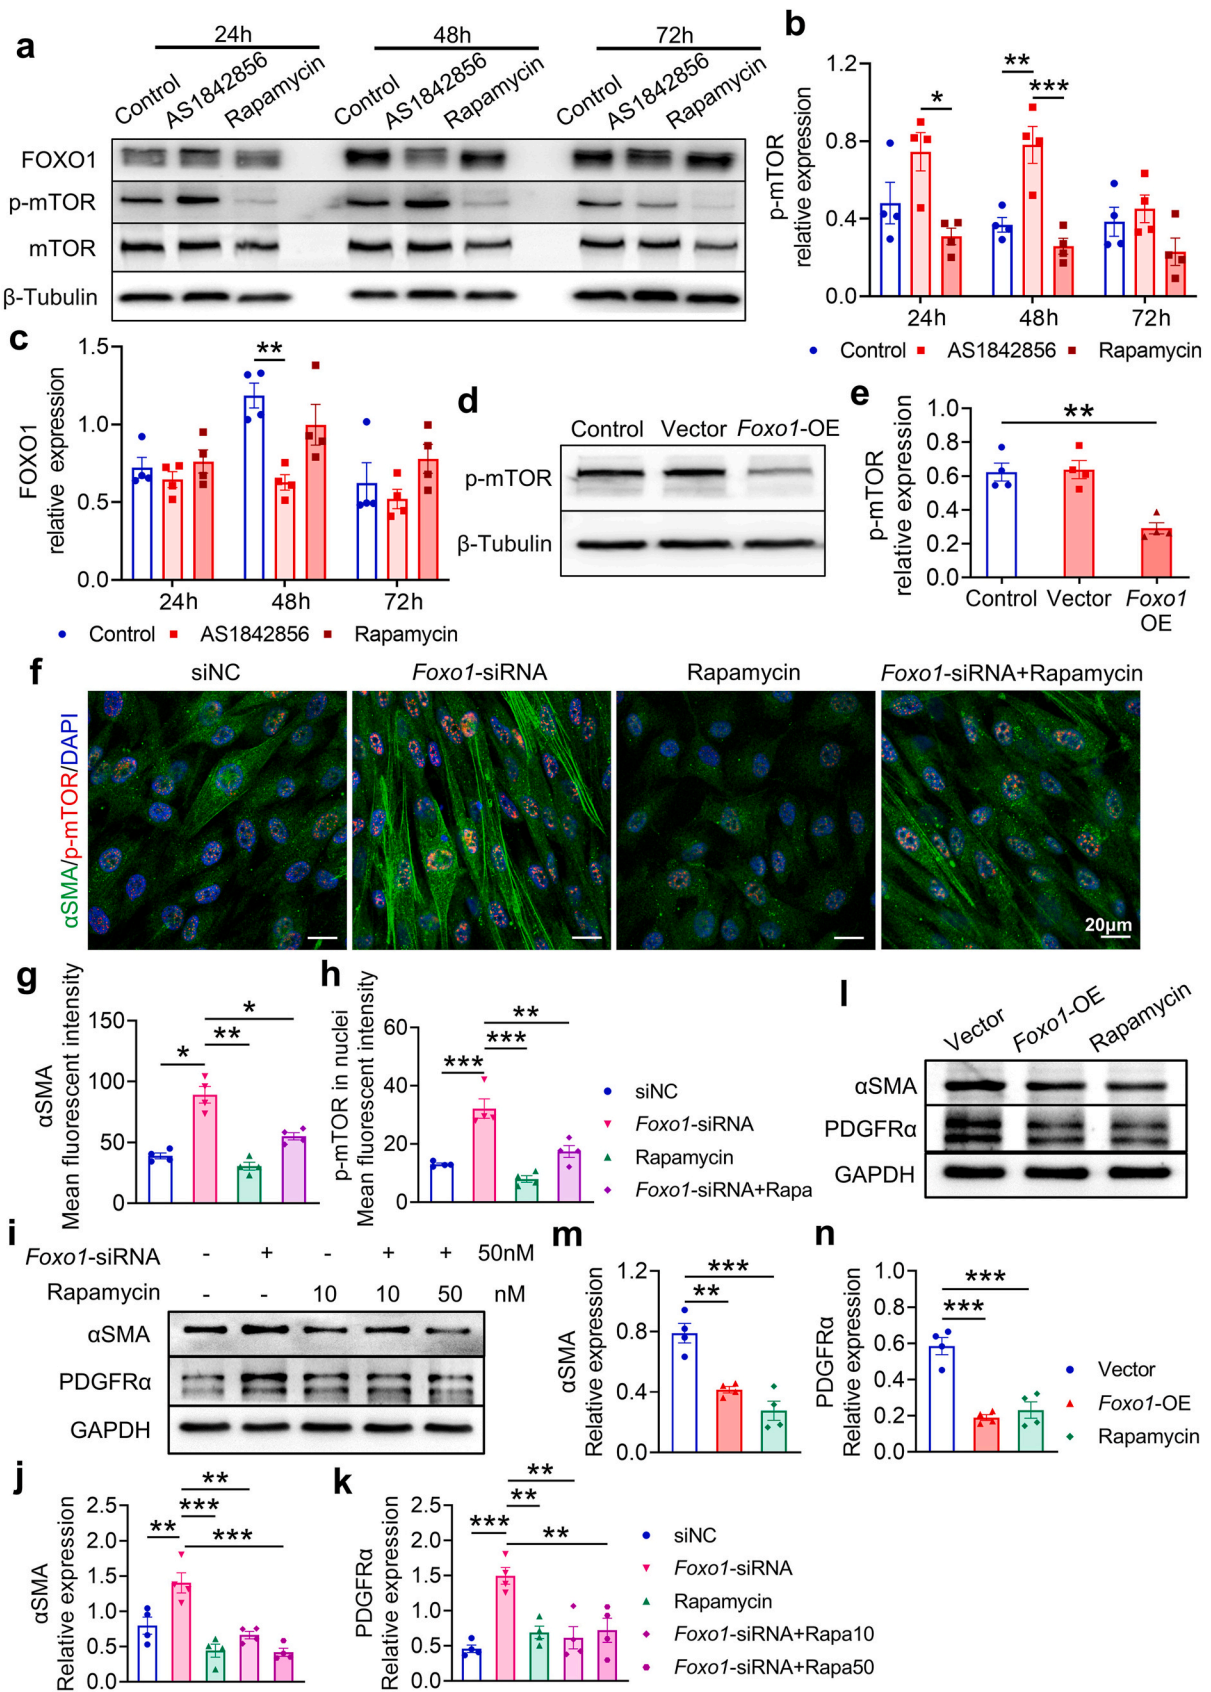 a
24h
48h
72h
Control
AS1842856
Rapamycin
Control
AS1842856
Rapamycin
Control
AS1842856
Rapamycin
FOXO1
p-mTOR
mTOR
β-Tubulin
b
p-mTOR
relative expression
1.2
0.8
0.4
0.0
**
***
*
24h
48h
72h
Control
AS1842856
Rapamycin
c
FOXO1
relative expression
1.5
1.0
0.5
0.0
**
24h
48h
72h
Control
AS1842856
Rapamycin
d
Control
Vector
Foxo1-OE
p-mTOR
β-Tubulin
e
p-mTOR
relative expression
1.0
0.8
0.6
0.4
0.2
0.0
**
Control
Vector
Foxo1
OE
f
siNC
Foxo1-siRNA
Rapamycin
Foxo1-siRNA+Rapamycin
αSMA/p-mTOR/DAPI
20μm
g
αSMA
Mean fluorescent intensity
150
100
50
0
*
**
*
h
p-mTOR in nuclei
Mean fluorescent intensity
60
40
20
0
**
***
***
siNC
Foxo1-siRNA
Rapamycin
Foxo1-siRNA+Rapa
l
Vector
Foxo1-OE
Rapamycin
αSMA
PDGFRα
GAPDH
i
Foxo1-siRNA - + - + + 50nM
Rapamycin - - 10 10 50 nM
αSMA
PDGFRα
GAPDH
m
αSMA
Relative expression
1.2
0.8
0.4
0.0
***
**
n
PDGFRα
Relative expression
1.0
0.8
0.6
0.4
0.2
0.0
***
***
Vector
Foxo1-OE
Rapamycin
j
αSMA
Relative expression
2.5
2.0
1.5
1.0
0.5
0.0
**
***
**
***
k
PDGFRα
Relative expression
2.5
2.0
1.5
1.0
0.5
0.0
**
**
***
**
siNC
Foxo1-siRNA
Rapamycin
Foxo1-siRNA+Rapa10
Foxo1-siRNA+Rapa50